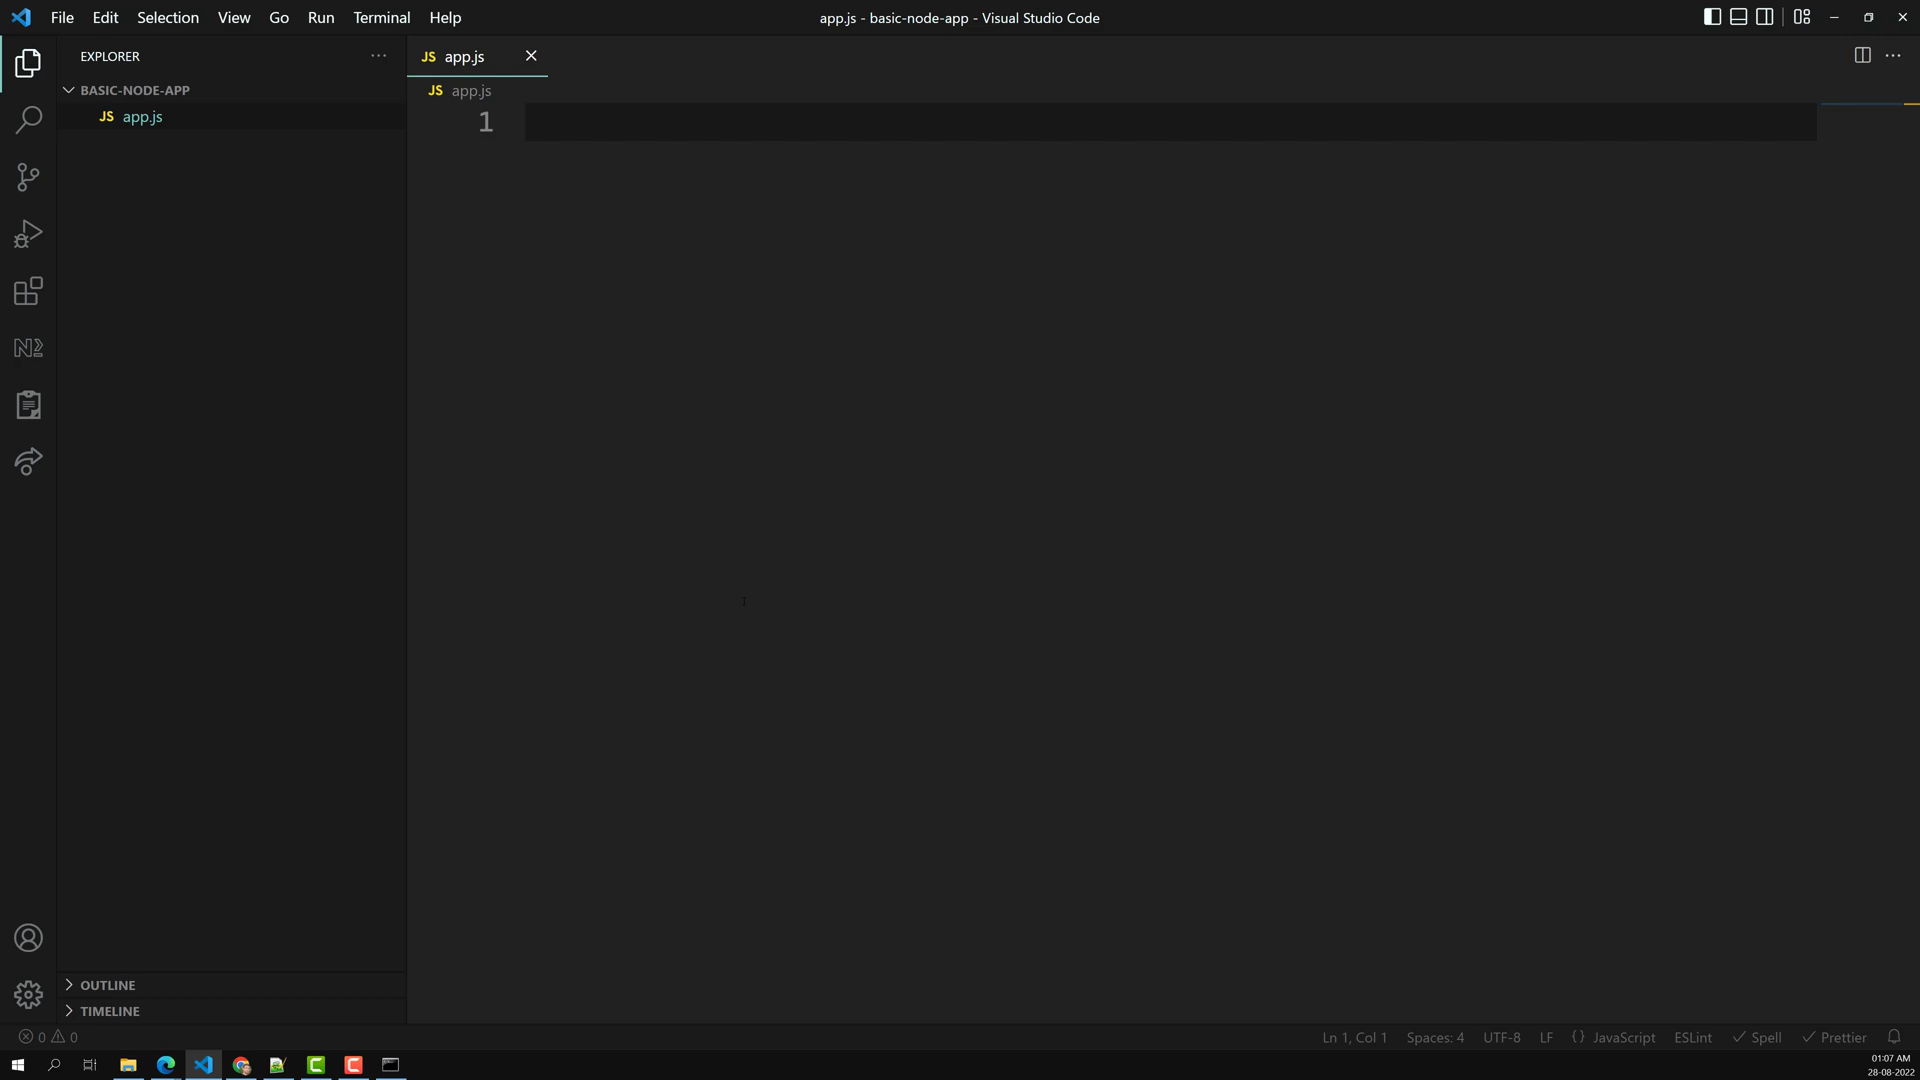 File Edit Selection View Go Run Terminal Help
app.js - basic-node-app - Visual Studio Code
EXPLORER
JS app.js
BASIC-NODE-APP
JS app.js
JS app.js
1
OUTLINE
TIMELINE
0 0
Ln 1, Col 1 Spaces: 4 UTF-8 LF {} JavaScript ESLint Spell Prettier
01:07 AM
28-08-2022